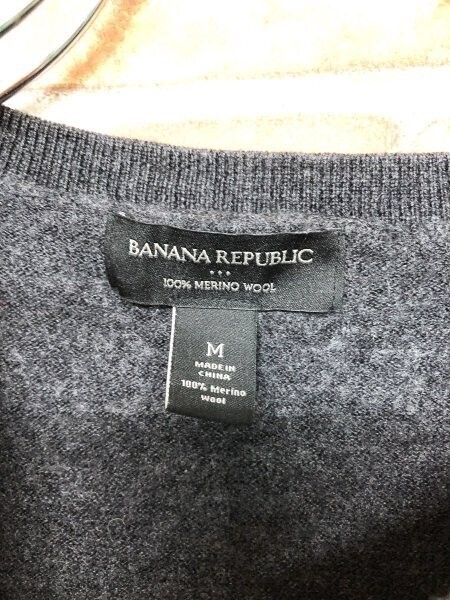 BANANA REPUBLIC
100% MERINO WOOL
M
MADE IN
CHINA
100% Merino
Wool